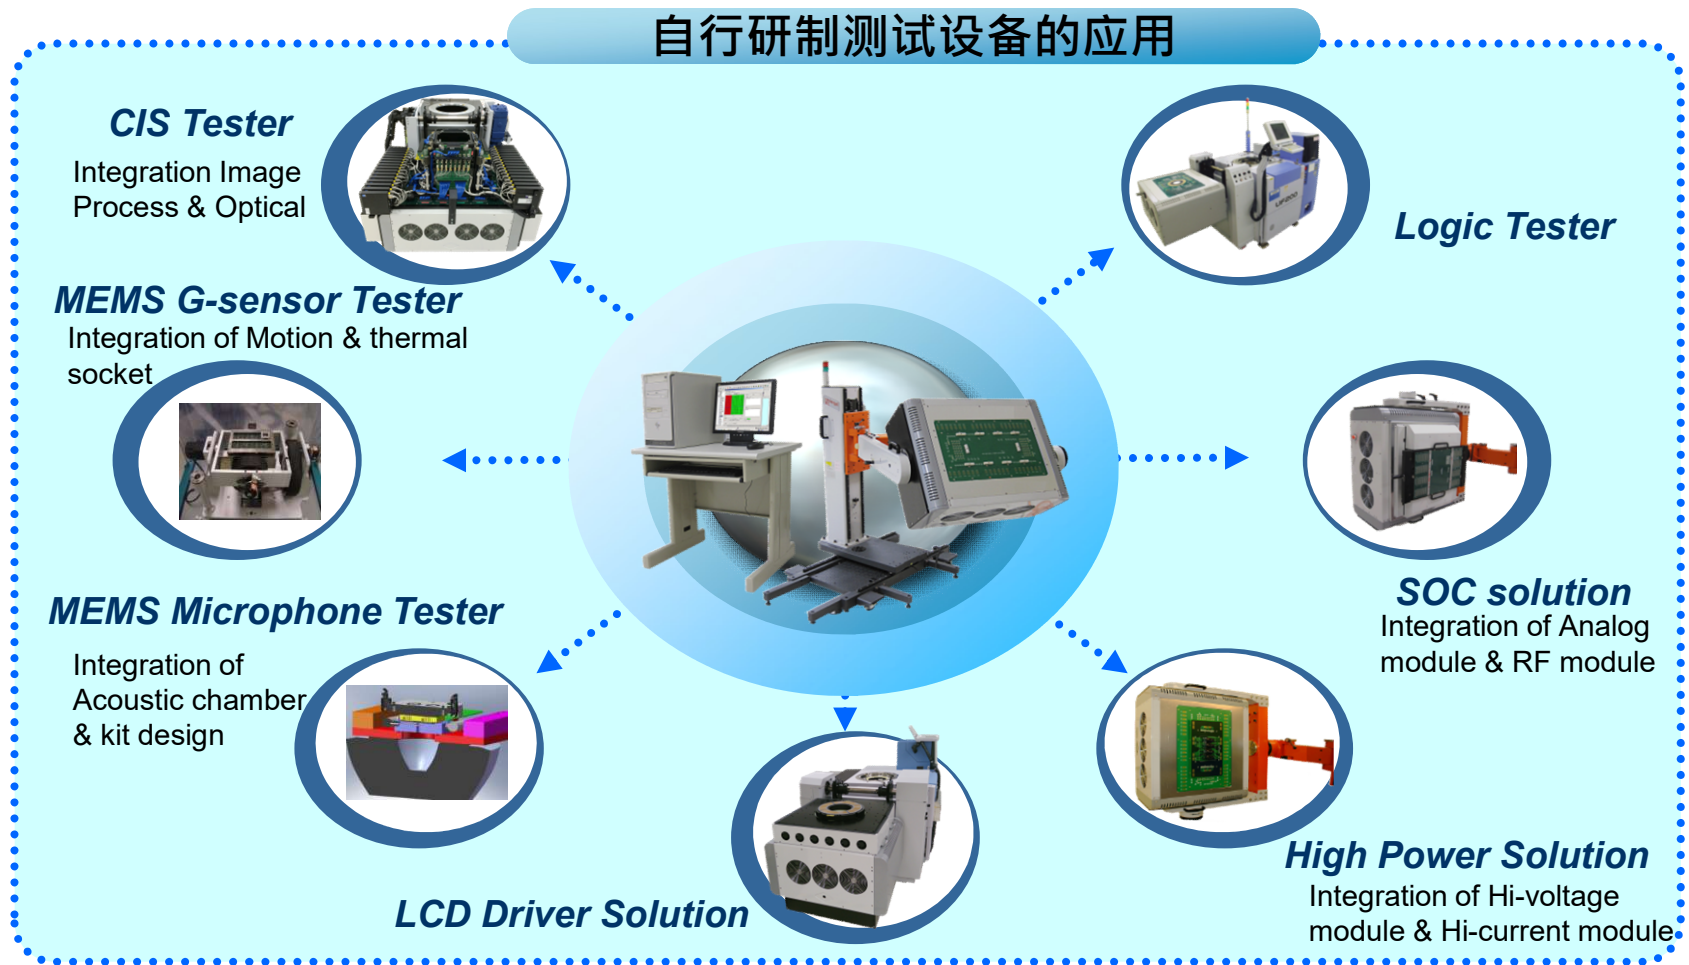 自行研制测试设备的应用
CIS Tester
Integration Image
Process & Optical
Logic Tester
MEMS G-sensor Tester
Integration of Motion & thermal
socket
SOC solution
Integration of Analog
module & RF module
MEMS Microphone Tester
Integration of
Acoustic chamber
& kit design
High Power Solution
Integration of Hi-voltage
module & Hi-current module
LCD Driver Solution